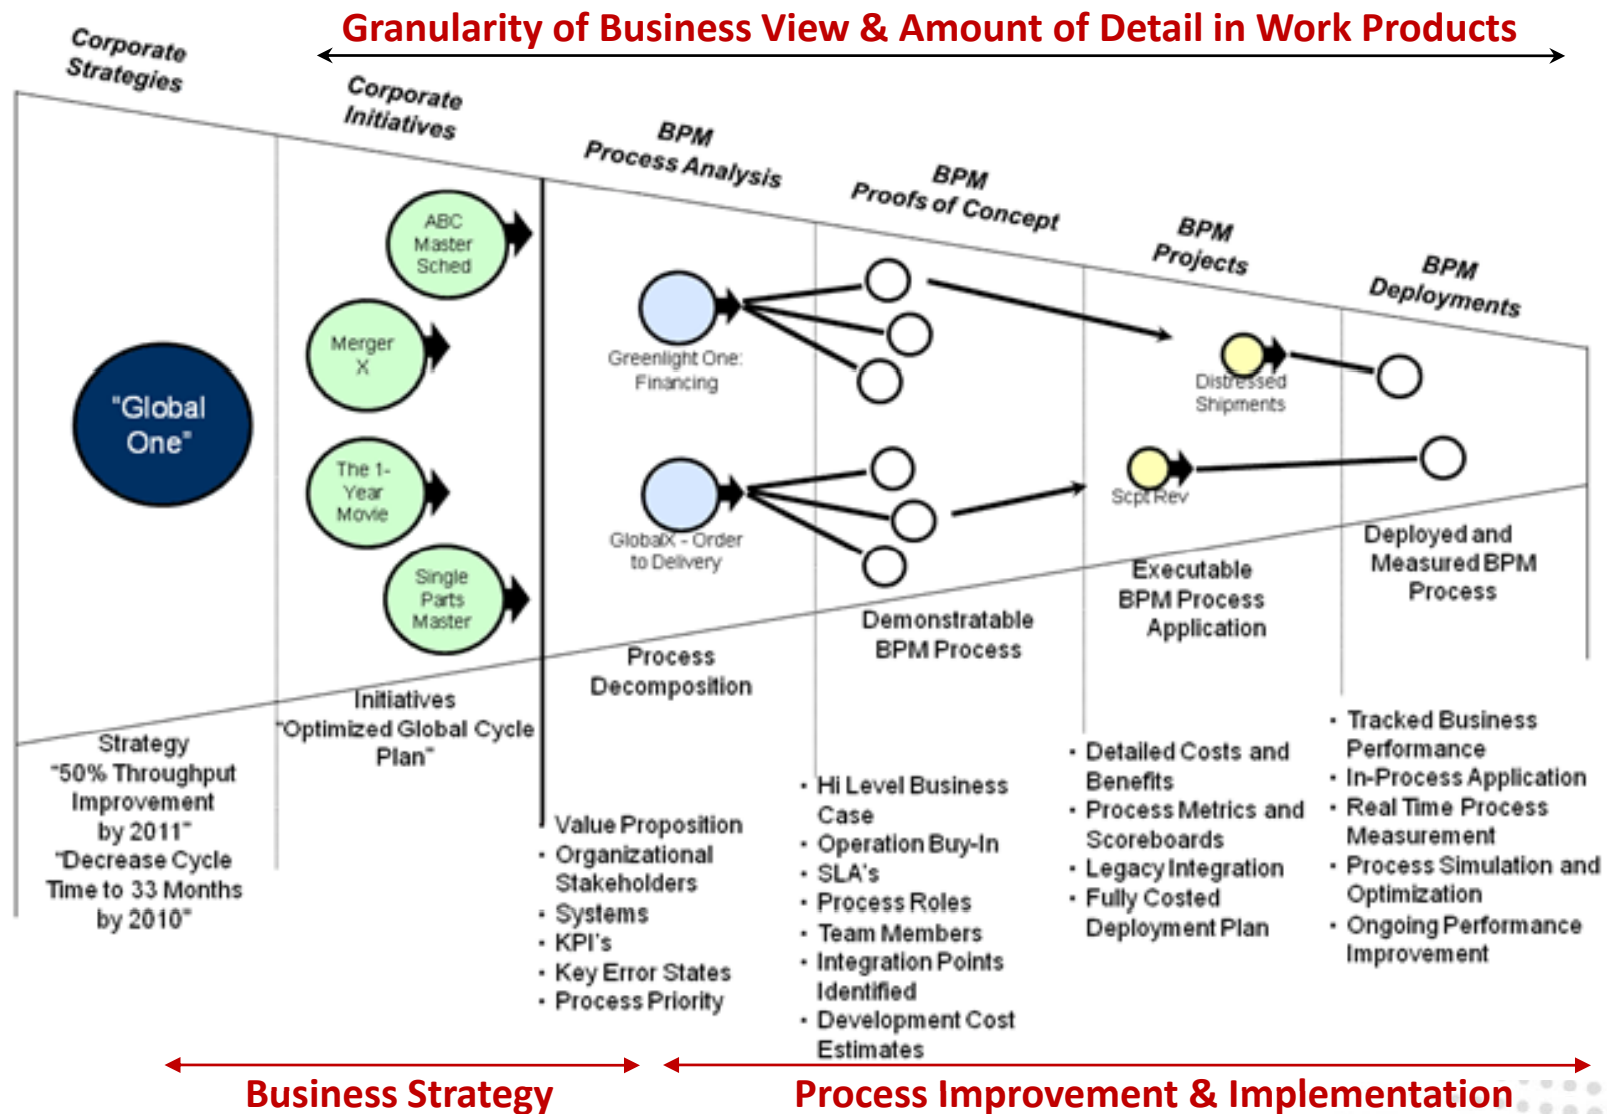 Granularity of Business View & Amount of Detail in Work Products
Corporate
Strategies
Corporate
Initiatives
BPM
Process Analysis
BPM
Proofs of Concept
BPM
Projects
BPM
Deployments
"Global
One"
ABC
Master
Sched
Merger
X
The 1-
Year
Movie
Single
Parts
Master
Greenlight One:
Financing
GlobalX - Order
to Delivery
Distressed
Shipments
Scpt Rev
Strategy
"50% Throughput
Improvement
by 2011"
"Decrease Cycle
Time to 33 Months
by 2010"
Initiatives
"Optimized Global Cycle
Plan"
Process
Decomposition
· Value Proposition
· Organizational
Stakeholders
· Systems
· KPI's
· Key Error States
· Process Priority
Demonstratable
BPM Process
· Hi Level Business
Case
· Operation Buy-In
· SLA's
· Process Roles
· Team Members
· Integration Points
Identified
· Development Cost
Estimates
Executable
BPM Process
Application
· Detailed Costs and
Benefits
· Process Metrics and
Scoreboards
· Legacy Integration
· Fully Costed
Deployment Plan
Deployed and
Measured BPM
Process
· Tracked Business
Performance
· In-Process Application
· Real Time Process
Measurement
· Process Simulation and
Optimization
· Ongoing Performance
Improvement
Business Strategy
Process Improvement & Implementation